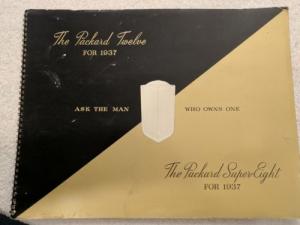 The Packard Twelve
FOR 1937
ASK THE MAN WHO OWNS ONE
The Packard Super-Eight
FOR 1937